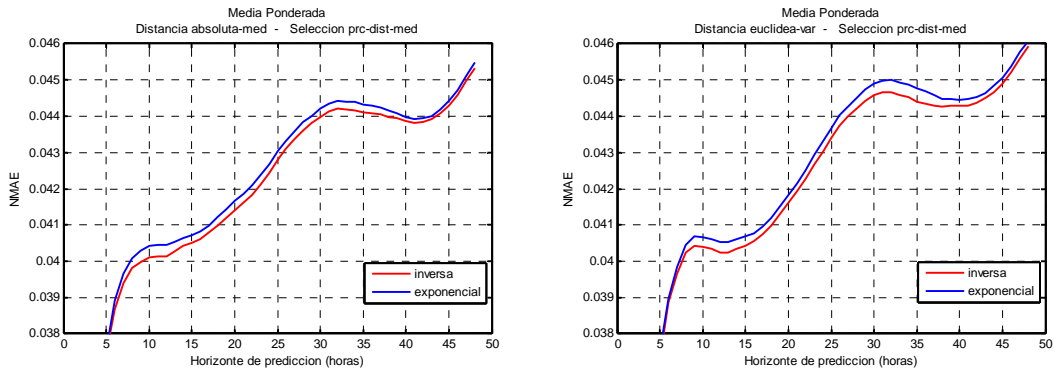 Media Ponderada
Distancia absoluta-med - Seleccion prc-dist-med
0.046
0.045
0.044
0.043
0.042
0.041
0.04
0.039
0.038
NMAE
0 5 10 15 20 25 30 35 40 45 50
Horizonte de prediccion (horas)
inversa
exponencial
Media Ponderada
Distancia euclidea-var - Seleccion prc-dist-med
0.046
0.045
0.044
0.043
0.042
0.041
0.04
0.039
0.038
NMAE
0 5 10 15 20 25 30 35 40 45 50
Horizonte de prediccion (horas)
inversa
exponencial